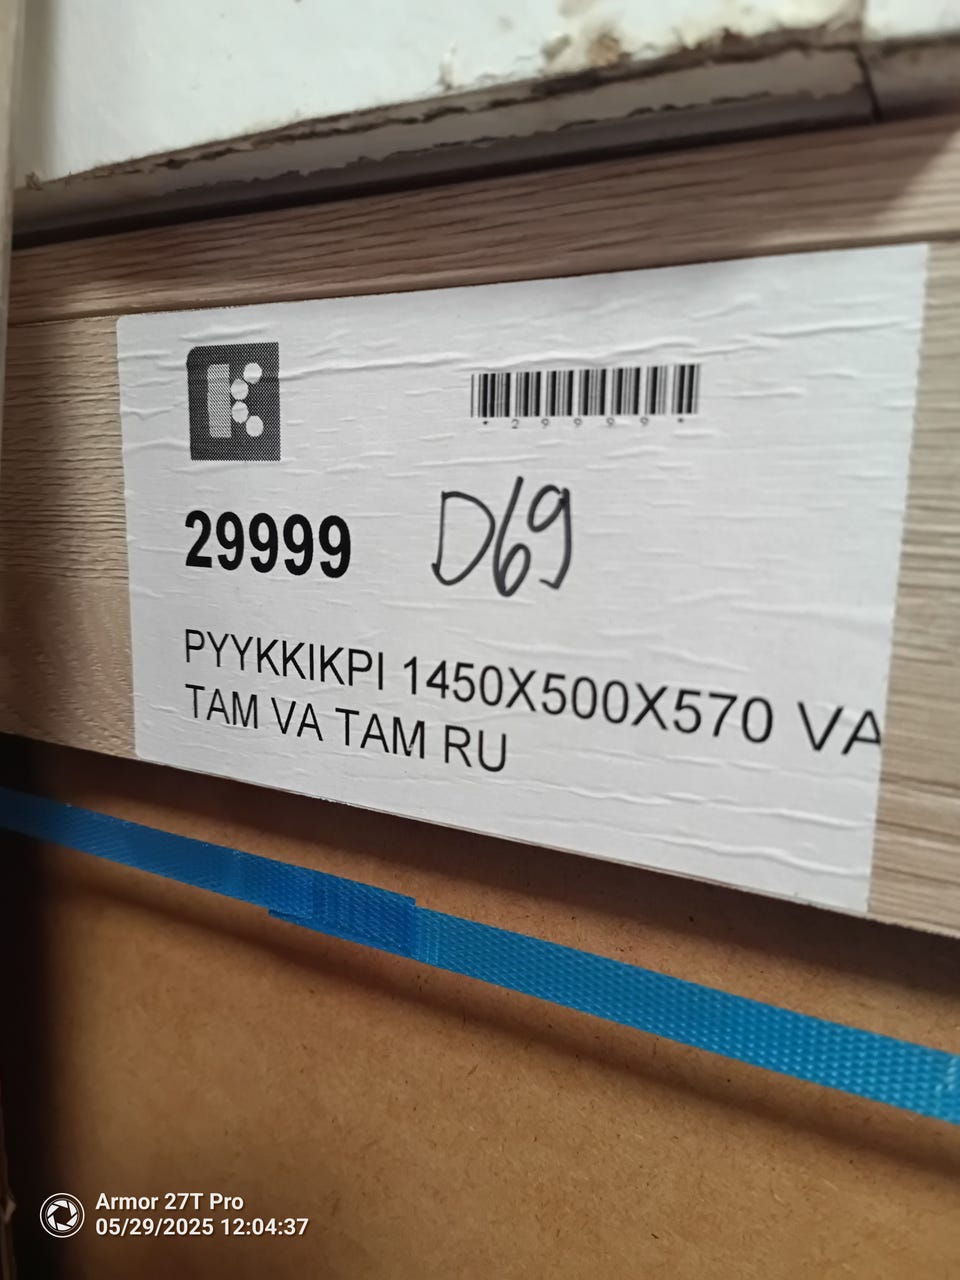 K
*29999*
29999 D69
PYYKKIKPI 1450X500X570 VA
TAM VA TAM RU
Armor 27T Pro
05/29/2025 12:04:37